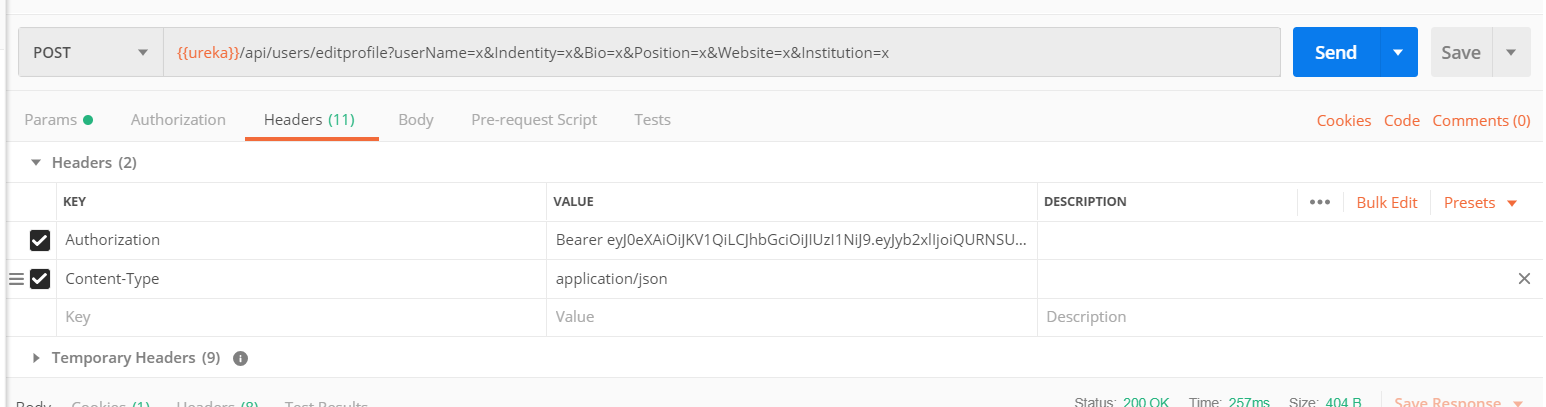 POST {{ureka}}/api/users/editprofile?userName=x&Indentity=x&Bio=x&Position=x&Website=x&Institution=x Send Save
Params Authorization Headers (11) Body Pre-request Script Tests Cookies Code Comments (0)
Headers (2)
KEY VALUE DESCRIPTION ••• Bulk Edit Presets
Authorization Bearer eyJ0eXAiOiJKV1QiLCJhbGciOiJIUzI1NiJ9.eyJyb2xlIjoiQURNSU...
Content-Type application/json
Key Value Description
Temporary Headers (9)
Body Cookies (1) Headers (8) Test Results Status: 200 OK Time: 257ms Size: 404 B Save Response